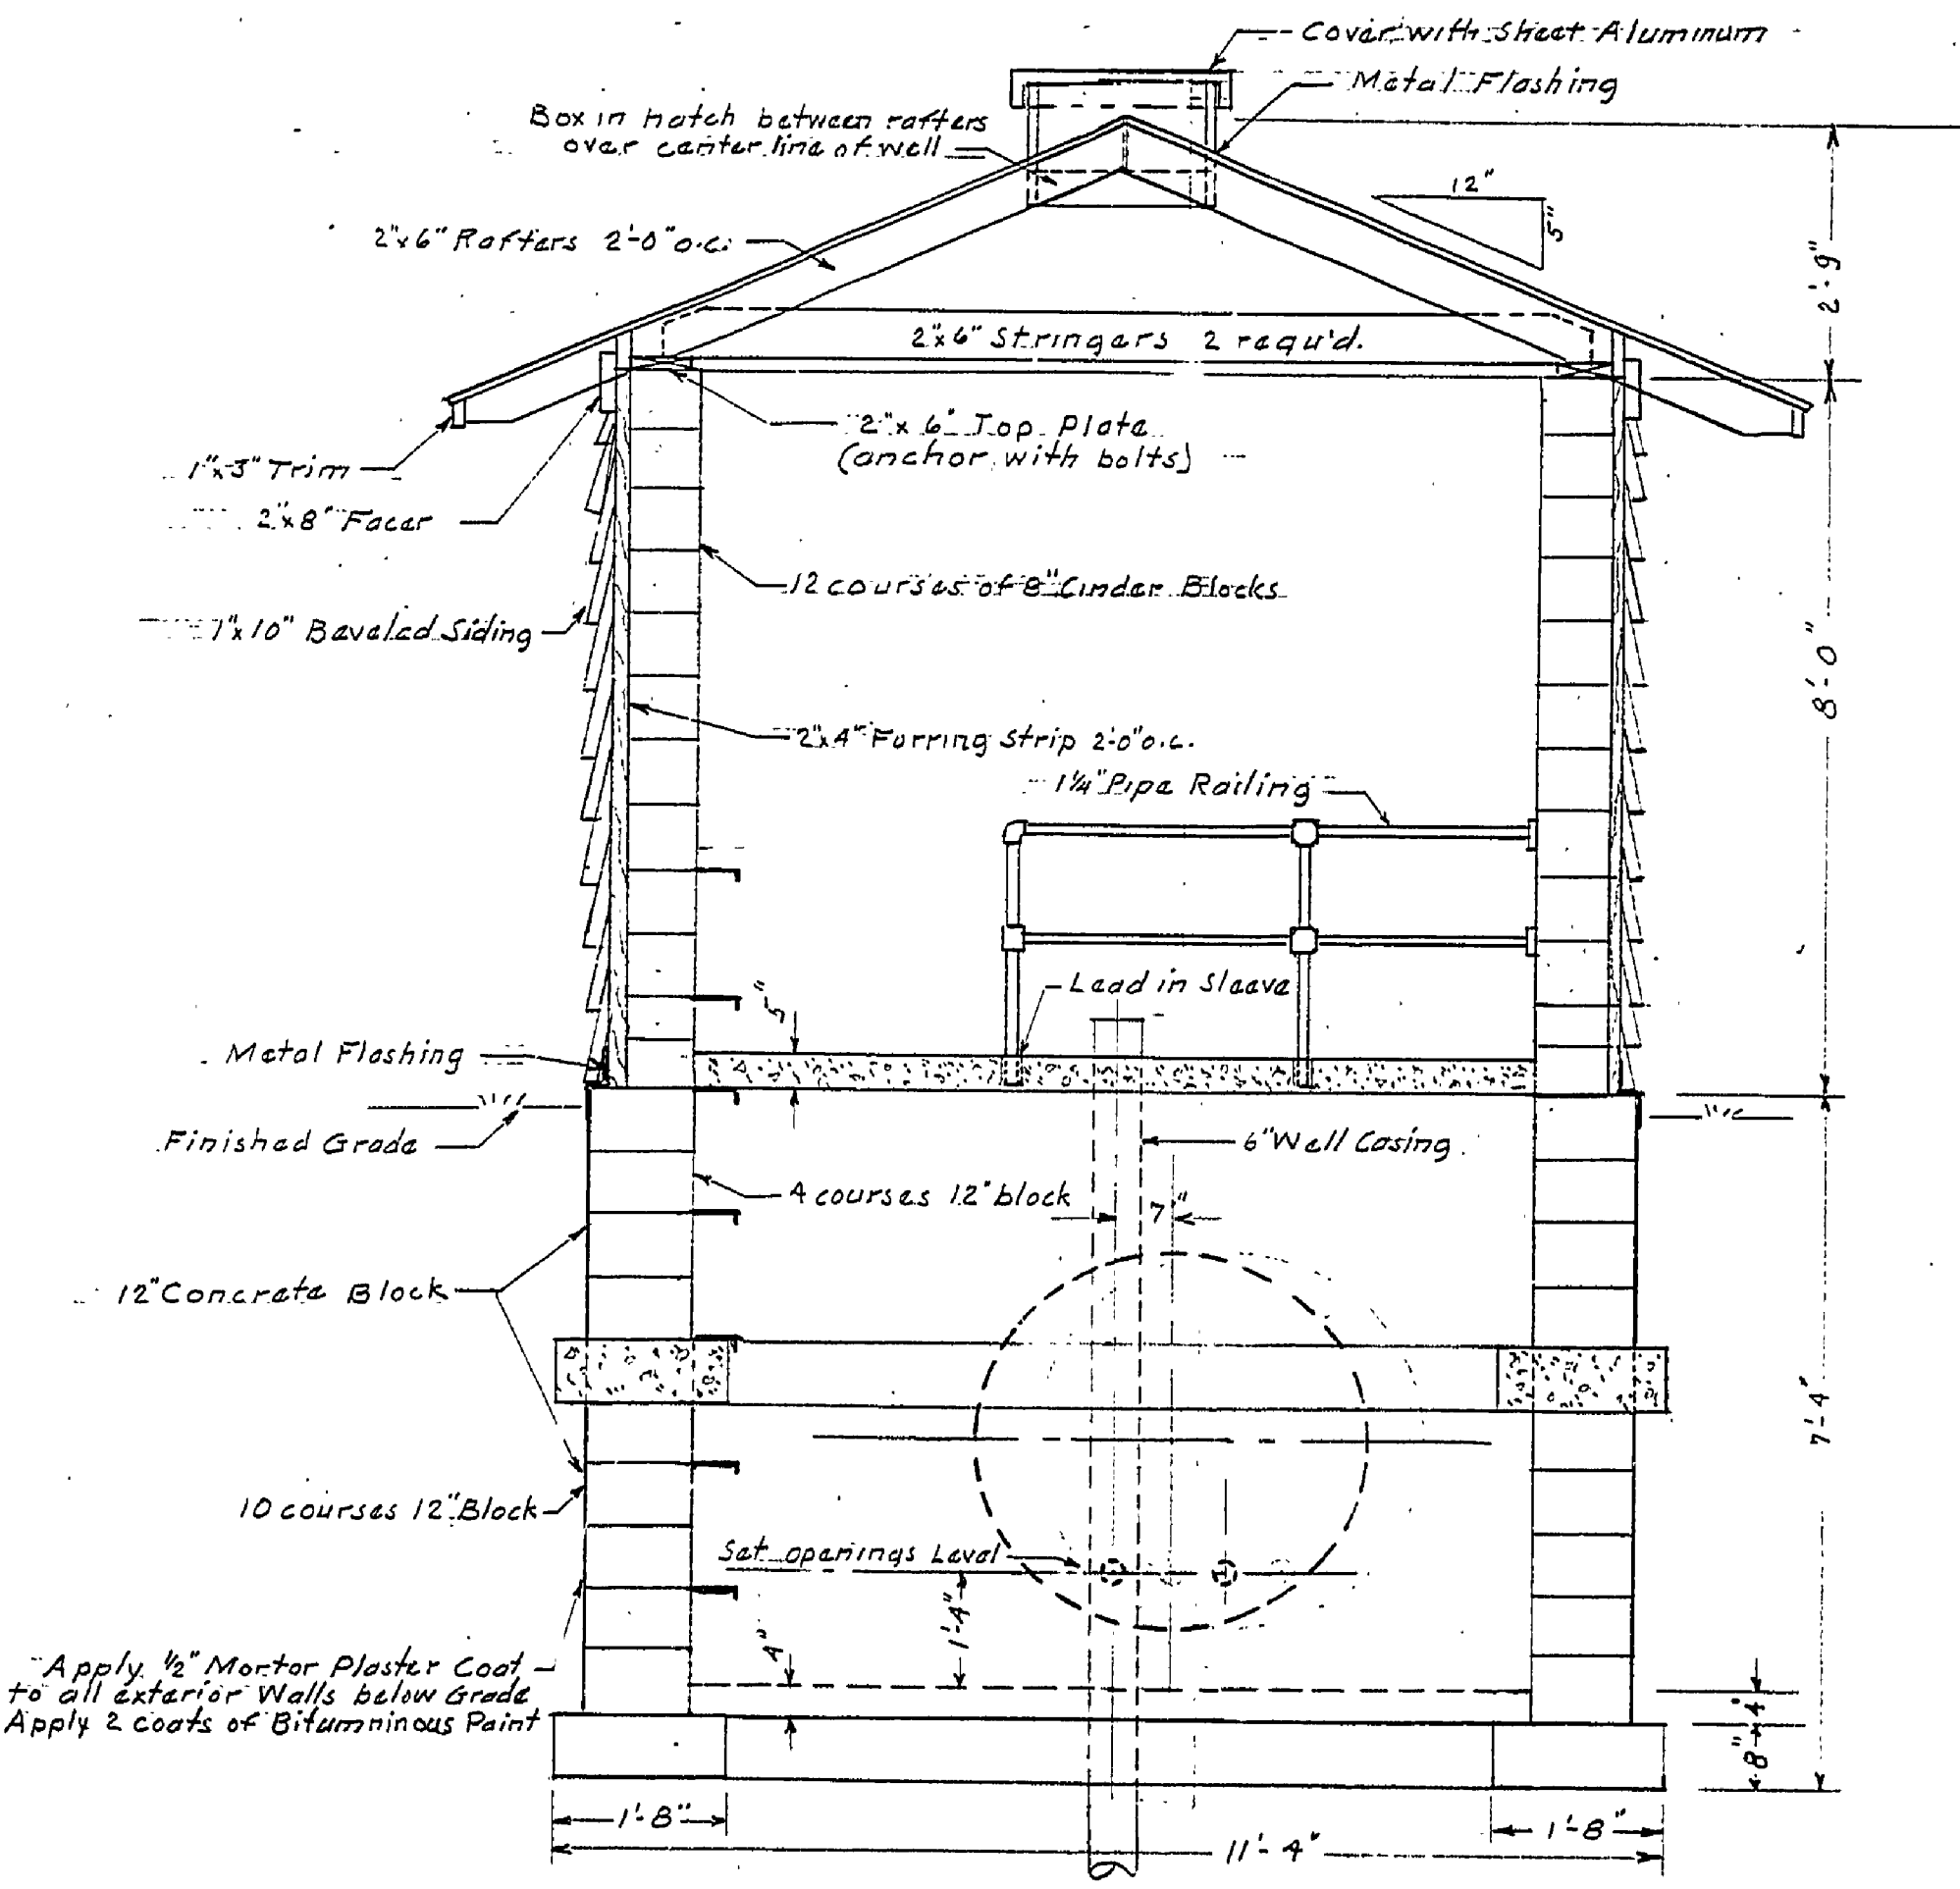 Cover with Sheet Aluminum
Metal Flashing
Box in hatch between rafters
over center line of well
12"
5"
2"x6" Rafters 2'-0" o.c.
2'-9"
2"x6" Stringers 2 requ'd.
2"x 6" Top Plate
(anchor with bolts)
1"x3" Trim
2"x8" Facer
12 courses of 8" Cinder Blocks
1"x10" Beveled Siding
8'-0"
2"x4" Furring Strip 2'-0" o.c.
1¼" Pipe Railing
Lead in Sleeve
5"
Metal Flashing
Finished Grade
6" Well Casing
4 courses 12" block
7"
12" Concrete Block
7'-4"
10 courses 12" Block
Set openings Level
1'-4"
4"
Apply ½" Mortor Plaster Coat
to all exterior Walls below Grade
Apply 2 coats of Bitumninous Paint
4"
8"
1'-8"
1'-8"
11'-4"